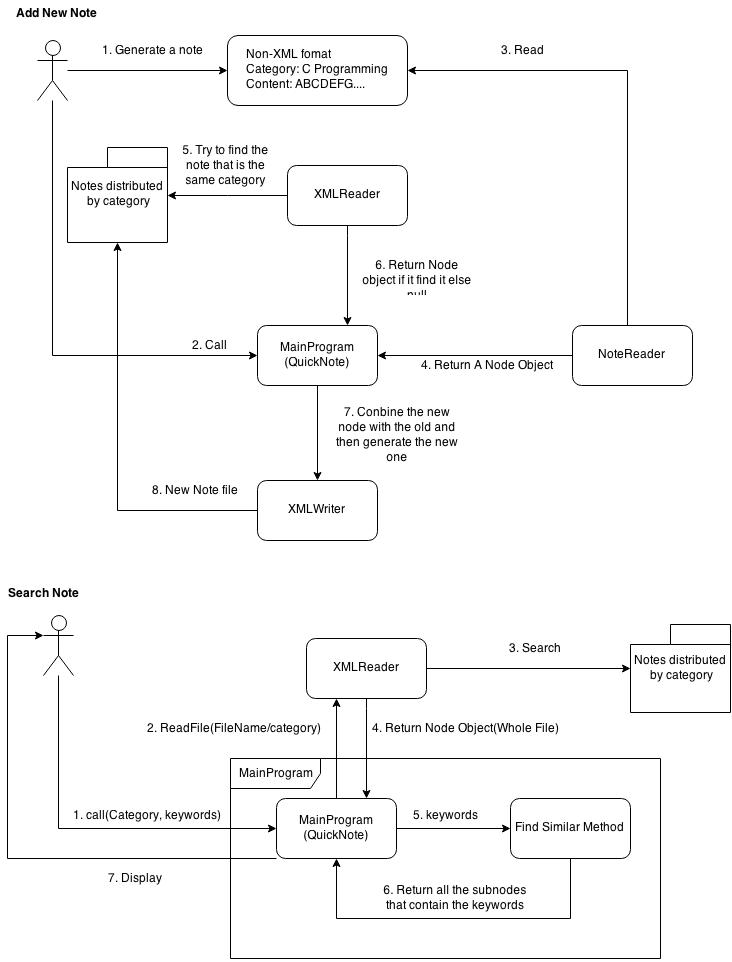 Add New Note
1. Generate a note
Non-XML fomat
Category: C Programming
Content: ABCDEFG....
3. Read
5. Try to find the
note that is the
same category
Notes distributed
by category
XMLReader
6. Return Node
object if it find it else
null
2. Call
MainProgram
(QuickNote)
4. Return A Node Object
NoteReader
7. Conbine the new
node with the old and
then generate the new
one
8. New Note file
XMLWriter
Search Note
XMLReader
3. Search
Notes distributed
by category
2. ReadFile(FileName/category)
4. Return Node Object(Whole File)
MainProgram
1. call(Category, keywords)
MainProgram
(QuickNote)
5. keywords
Find Similar Method
7. Display
6. Return all the subnodes
that contain the keywords